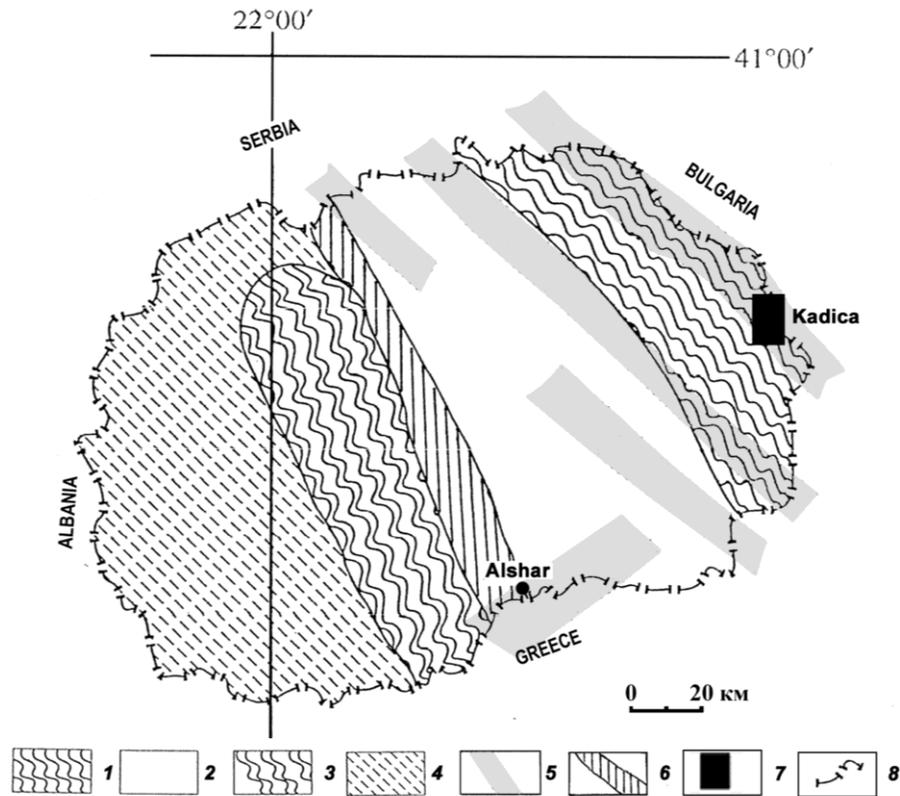 22°00′
41°00′
SERBIA
BULGARIA
Kadica
ALBANIA
Alshar
GREECE
0 20 км
1 2 3 4 5 6 7 8